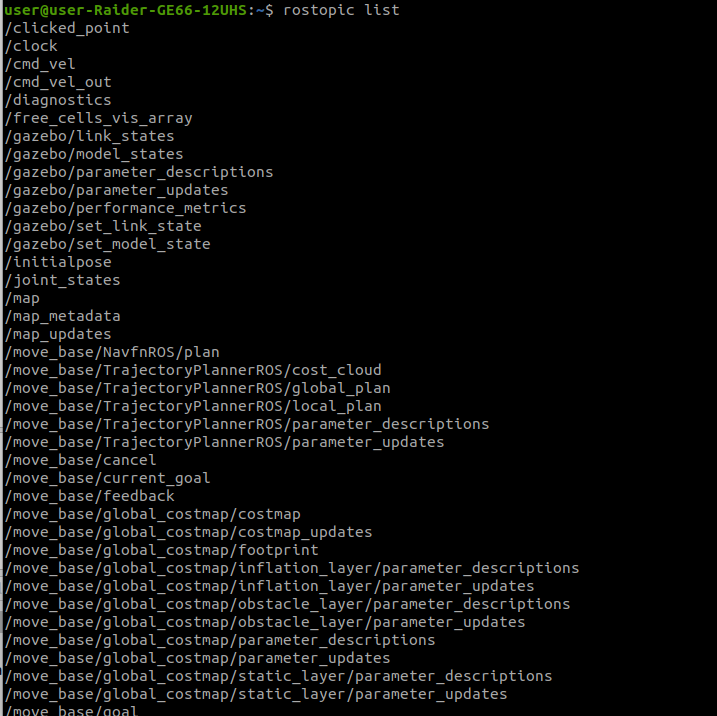 user@user-Raider-GE66-12UHS:~$ rostopic list
/clicked_point
/clock
/cmd_vel
/cmd_vel_out
/diagnostics
/free_cells_vis_array
/gazebo/link_states
/gazebo/model_states
/gazebo/parameter_descriptions
/gazebo/parameter_updates
/gazebo/performance_metrics
/gazebo/set_link_state
/gazebo/set_model_state
/initialpose
/joint_states
/map
/map_metadata
/map_updates
/move_base/NavfnROS/plan
/move_base/TrajectoryPlannerROS/cost_cloud
/move_base/TrajectoryPlannerROS/global_plan
/move_base/TrajectoryPlannerROS/local_plan
/move_base/TrajectoryPlannerROS/parameter_descriptions
/move_base/TrajectoryPlannerROS/parameter_updates
/move_base/cancel
/move_base/current_goal
/move_base/feedback
/move_base/global_costmap/costmap
/move_base/global_costmap/costmap_updates
/move_base/global_costmap/footprint
/move_base/global_costmap/inflation_layer/parameter_descriptions
/move_base/global_costmap/inflation_layer/parameter_updates
/move_base/global_costmap/obstacle_layer/parameter_descriptions
/move_base/global_costmap/obstacle_layer/parameter_updates
/move_base/global_costmap/parameter_descriptions
/move_base/global_costmap/parameter_updates
/move_base/global_costmap/static_layer/parameter_descriptions
/move_base/global_costmap/static_layer/parameter_updates
/move_base/goal